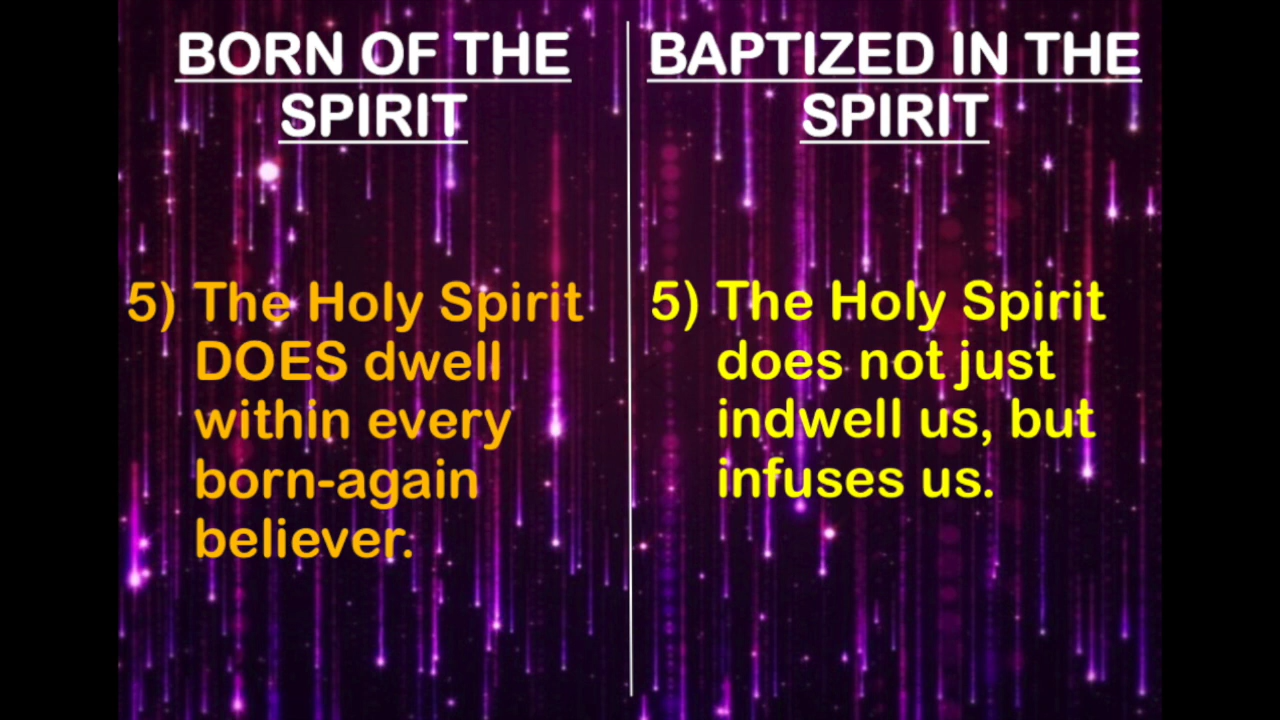 BORN OF THE
SPIRIT
5) The Holy Spirit
DOES dwell
within every
born-again
believer.
BAPTIZED IN THE
SPIRIT
5) The Holy Spirit
does not just
indwell us, but
infuses us.